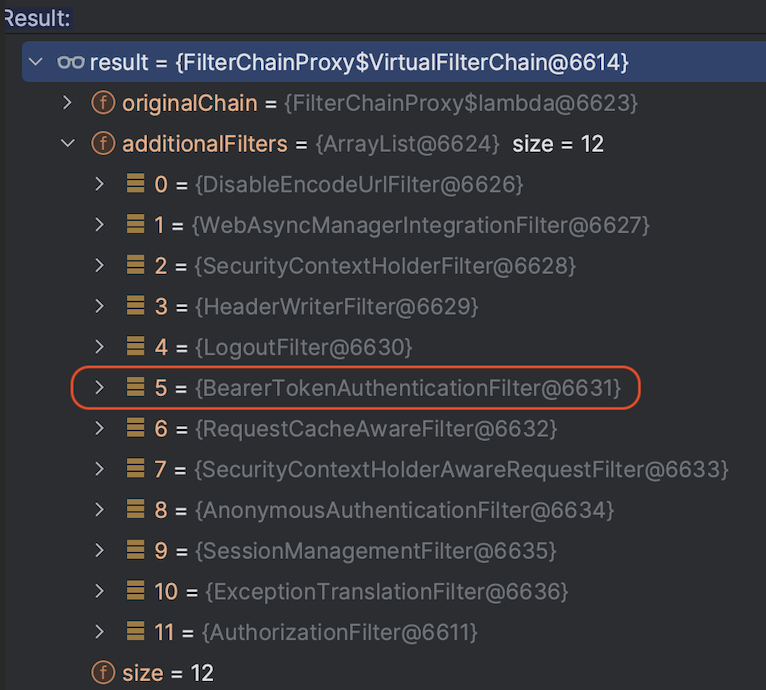 Result:
result = {FilterChainProxy$VirtualFilterChain@6614}
f originalChain = {FilterChainProxy$lambda@6623}
f additionalFilters = {ArrayList@6624} size = 12
0 = {DisableEncodeUrlFilter@6626}
1 = {WebAsyncManagerIntegrationFilter@6627}
2 = {SecurityContextHolderFilter@6628}
3 = {HeaderWriterFilter@6629}
4 = {LogoutFilter@6630}
5 = {BearerTokenAuthenticationFilter@6631}
6 = {RequestCacheAwareFilter@6632}
7 = {SecurityContextHolderAwareRequestFilter@6633}
8 = {AnonymousAuthenticationFilter@6634}
9 = {SessionManagementFilter@6635}
10 = {ExceptionTranslationFilter@6636}
11 = {AuthorizationFilter@6611}
f size = 12